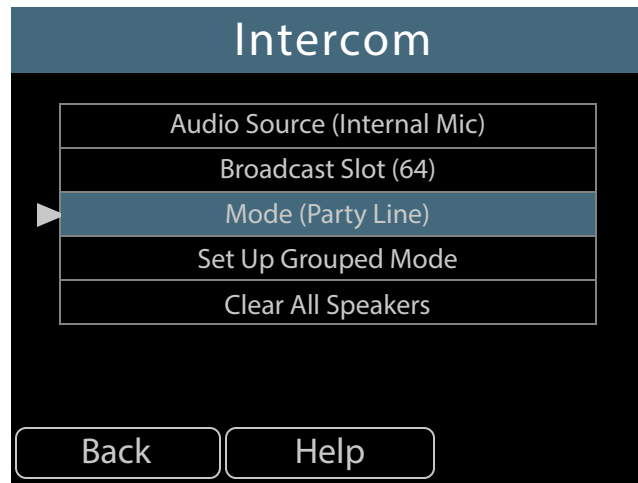 Intercom
Audio Source (Internal Mic)
Broadcast Slot (64)
Mode (Party Line)
Set Up Grouped Mode
Clear All Speakers
Back
Help